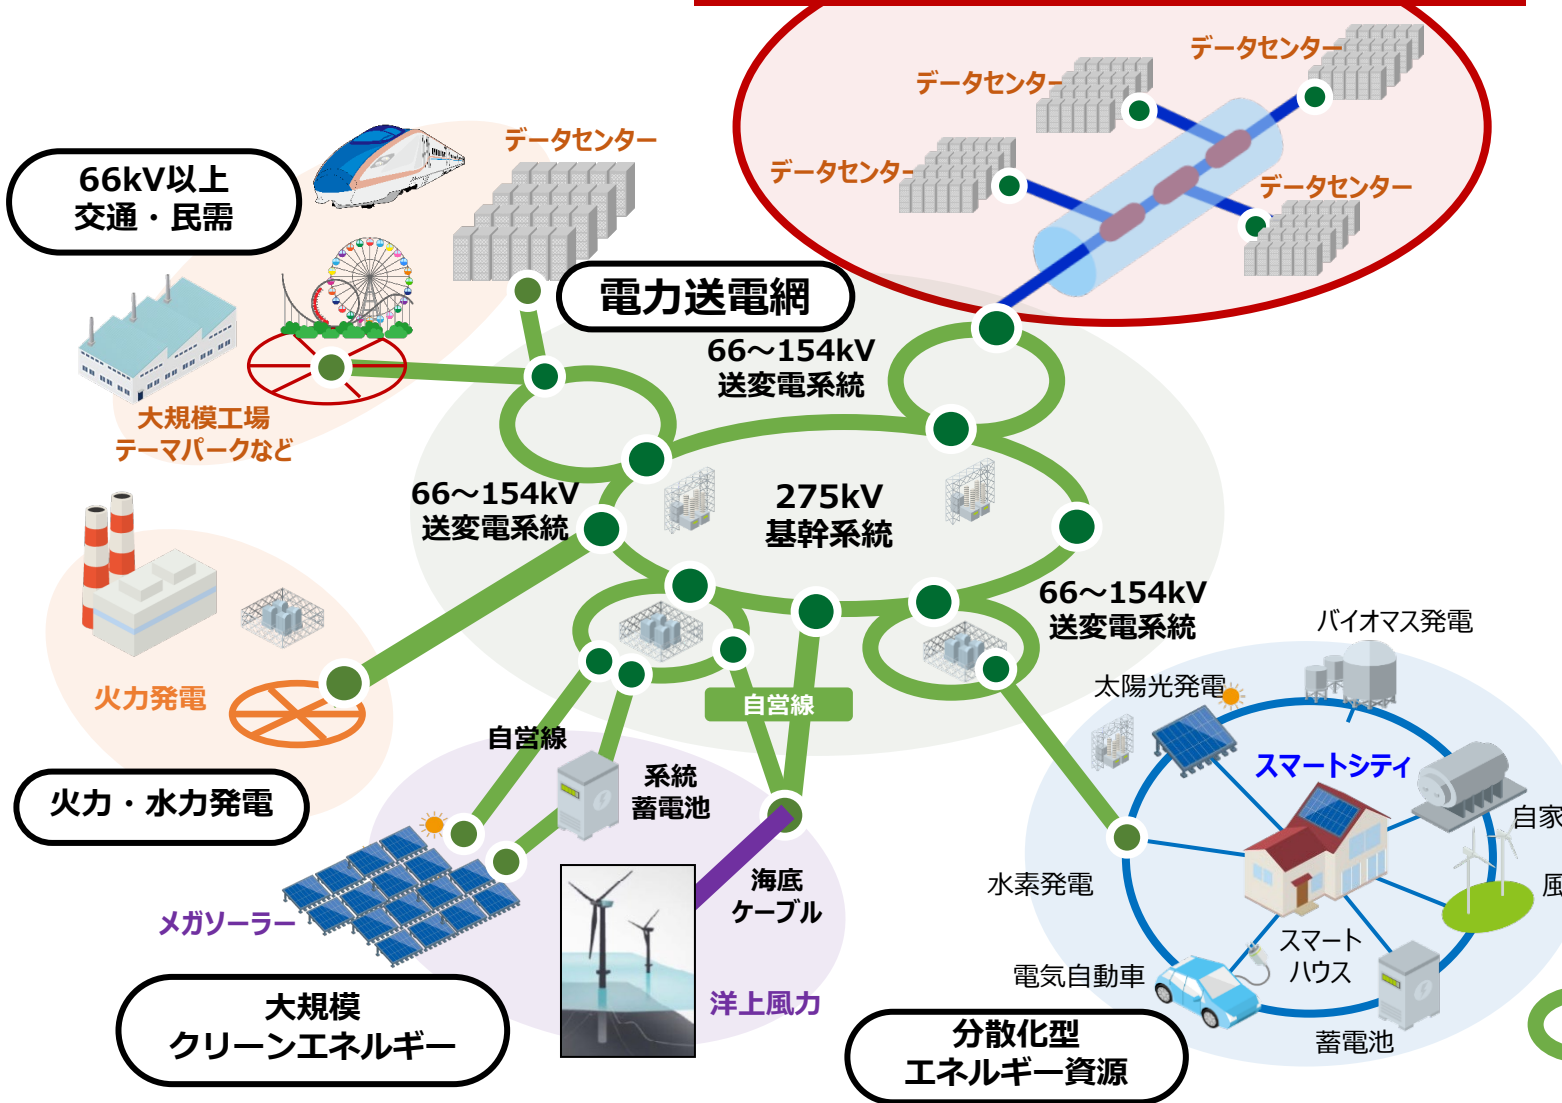 データセンター
データセンター
データセンター
データセンター
データセンター
66kV以上
交通・民需
電力送電網
66～154kV
送変電系統
大規模工場
テーマパークなど
66～154kV
送変電系統
275kV
基幹系統
66～154kV
送変電系統
火力発電
自営線
自営線
系統
蓄電池
火力・水力発電
バイオマス発電
太陽光発電
スマートシティ
自家
水素発電
風
海底
ケーブル
メガソーラー
スマート
ハウス
電気自動車
洋上風力
大規模
クリーンエネルギー
分散化型
エネルギー資源
蓄電池